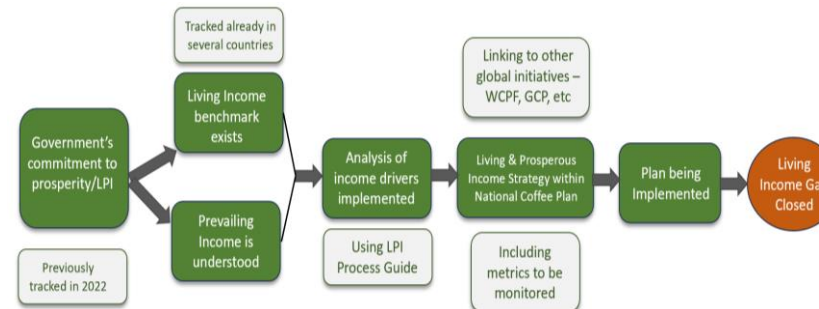 Tracked already in
several countries
Living Income
benchmark
exists
Government's
commitment to
prosperity/LPI
Prevailing
Income is
understood
Previously
tracked in 2022
Analysis of
income drivers
implemented
Using LPI
Process Guide
Linking to other
global initiatives –
WCPF, GCP, etc
Living & Prosperous
Income Strategy within
National Coffee Plan
Including
metrics to be
monitored
Plan being
Implemented
Living
Income Ga
Closed